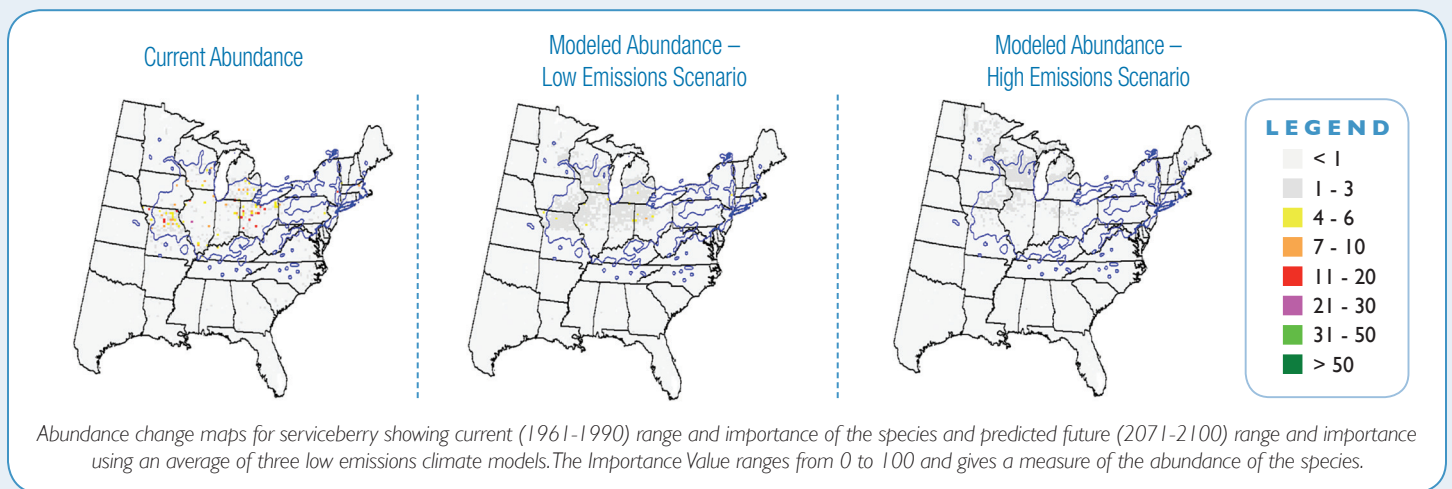 Current Abundance
Modeled Abundance –
Low Emissions Scenario
Modeled Abundance –
High Emissions Scenario
LEGEND
< 1
1 - 3
4 - 6
7 - 10
11 - 20
21 - 30
31 - 50
> 50
Abundance change maps for serviceberry showing current (1961-1990) range and importance of the species and predicted future (2071-2100) range and importance
using an average of three low emissions climate models. The Importance Value ranges from 0 to 100 and gives a measure of the abundance of the species.